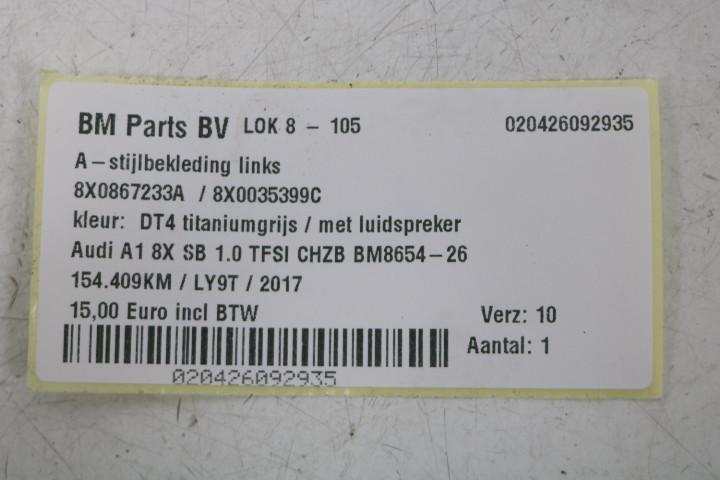 BM Parts BV LOK 8 - 105 020426092935
A-stijlbekleding links
8X0867233A / 8X0035399C
kleur: DT4 titaniumgrijs / met luidspreker
Audi A1 8X SB 1.0 TFSI CHZB BM8654-26
154.409KM / LY9T / 2017
15,00 Euro incl BTW Verz: 10
Aantal: 1
020426092935